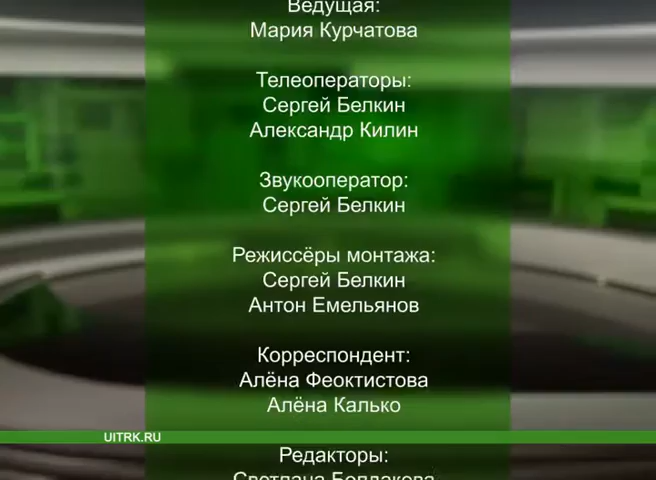 Ведущая:
Мария Курчатова
Телеоператоры:
Сергей Белкин
Александр Килин
Звукооператор:
Сергей Белкин
Режиссёры монтажа:
Сергей Белкин
Антон Емельянов
Корреспондент:
Алёна Феоктистова
Алёна Калько
UITRK.RU
Редакторы:
Светлана